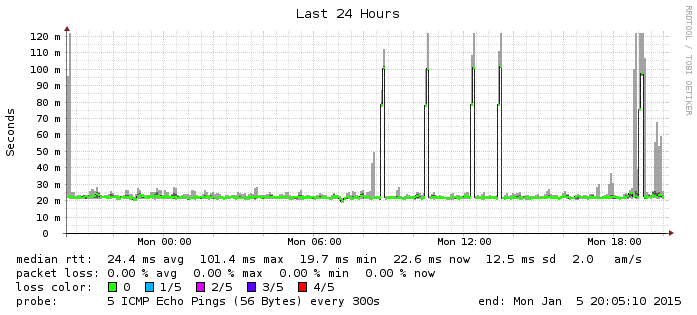 Last 24 Hours
RRDTOOL / TOBI OETIKER
Seconds
120 m
110 m
100 m
90 m
80 m
70 m
60 m
50 m
40 m
30 m
20 m
10 m
0
Mon 00:00 Mon 06:00 Mon 12:00 Mon 18:00
median rtt: 24.4 ms avg 101.4 ms max 19.7 ms min 22.6 ms now 12.5 ms sd 2.0 am/s
packet loss: 0.00 % avg 0.00 % max 0.00 % min 0.00 % now
loss color: 0 1/5 2/5 3/5 4/5
probe: 5 ICMP Echo Pings (56 Bytes) every 300s end: Mon Jan 5 20:05:10 2015